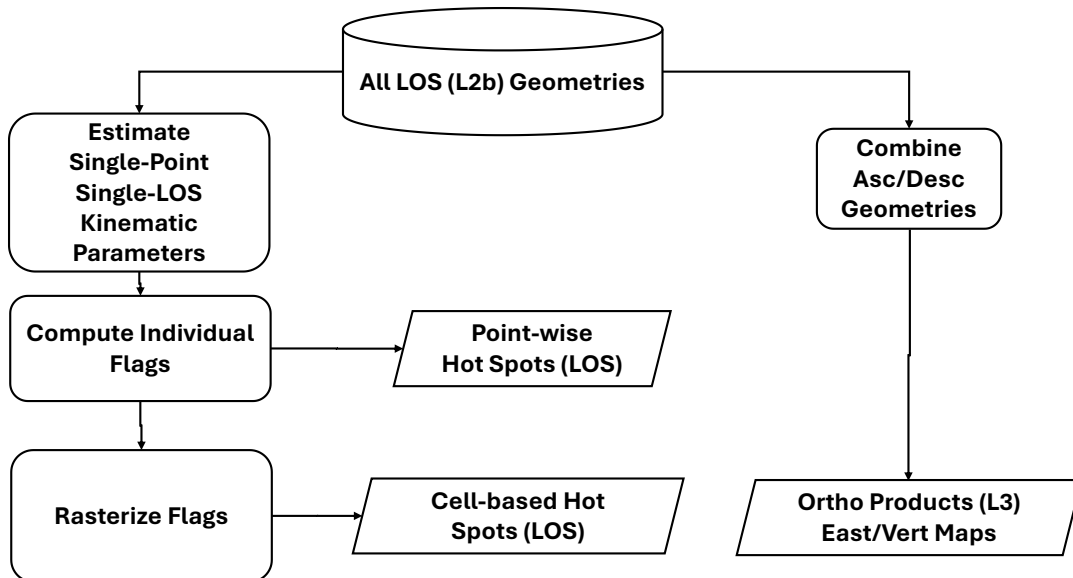 All LOS (L2b) Geometries
Estimate
Single-Point
Single-LOS
Kinematic
Parameters
Combine
Asc/Desc
Geometries
Compute Individual
Flags
Point-wise
Hot Spots (LOS)
Rasterize Flags
Cell-based Hot
Spots (LOS)
Ortho Products (L3)
East/Vert Maps